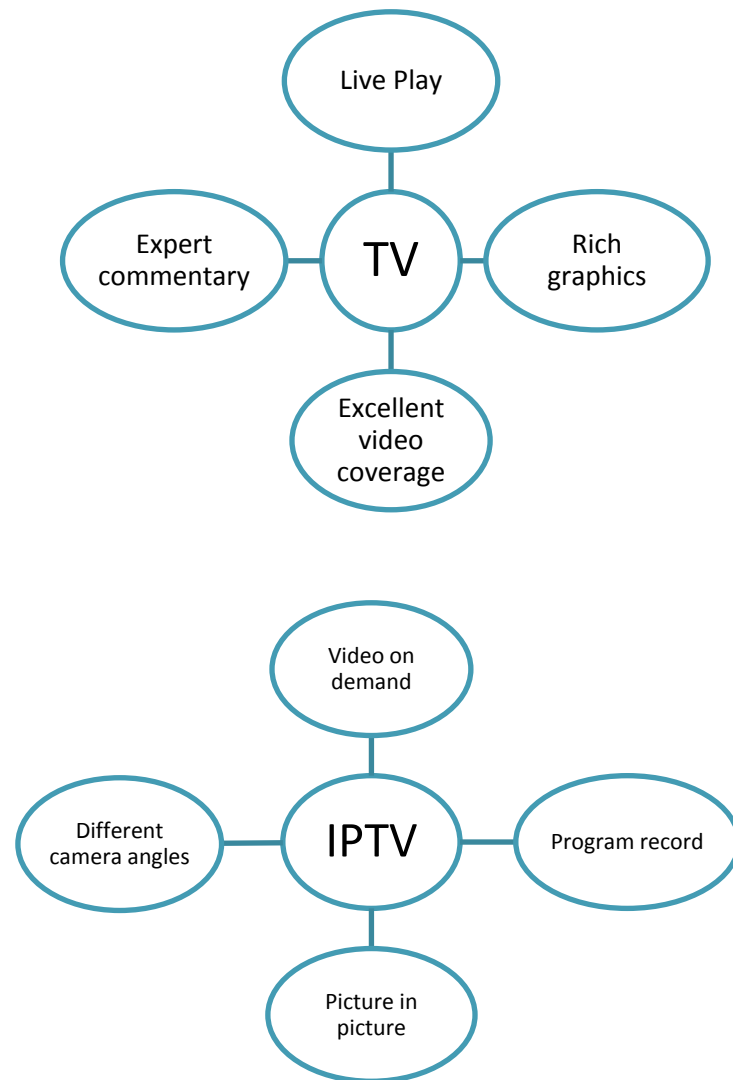 Live Play
Expert
commentary
TV
Rich
graphics
Excellent
video
coverage
Video on
demand
Different
camera angles
IPTV
Program record
Picture in
picture